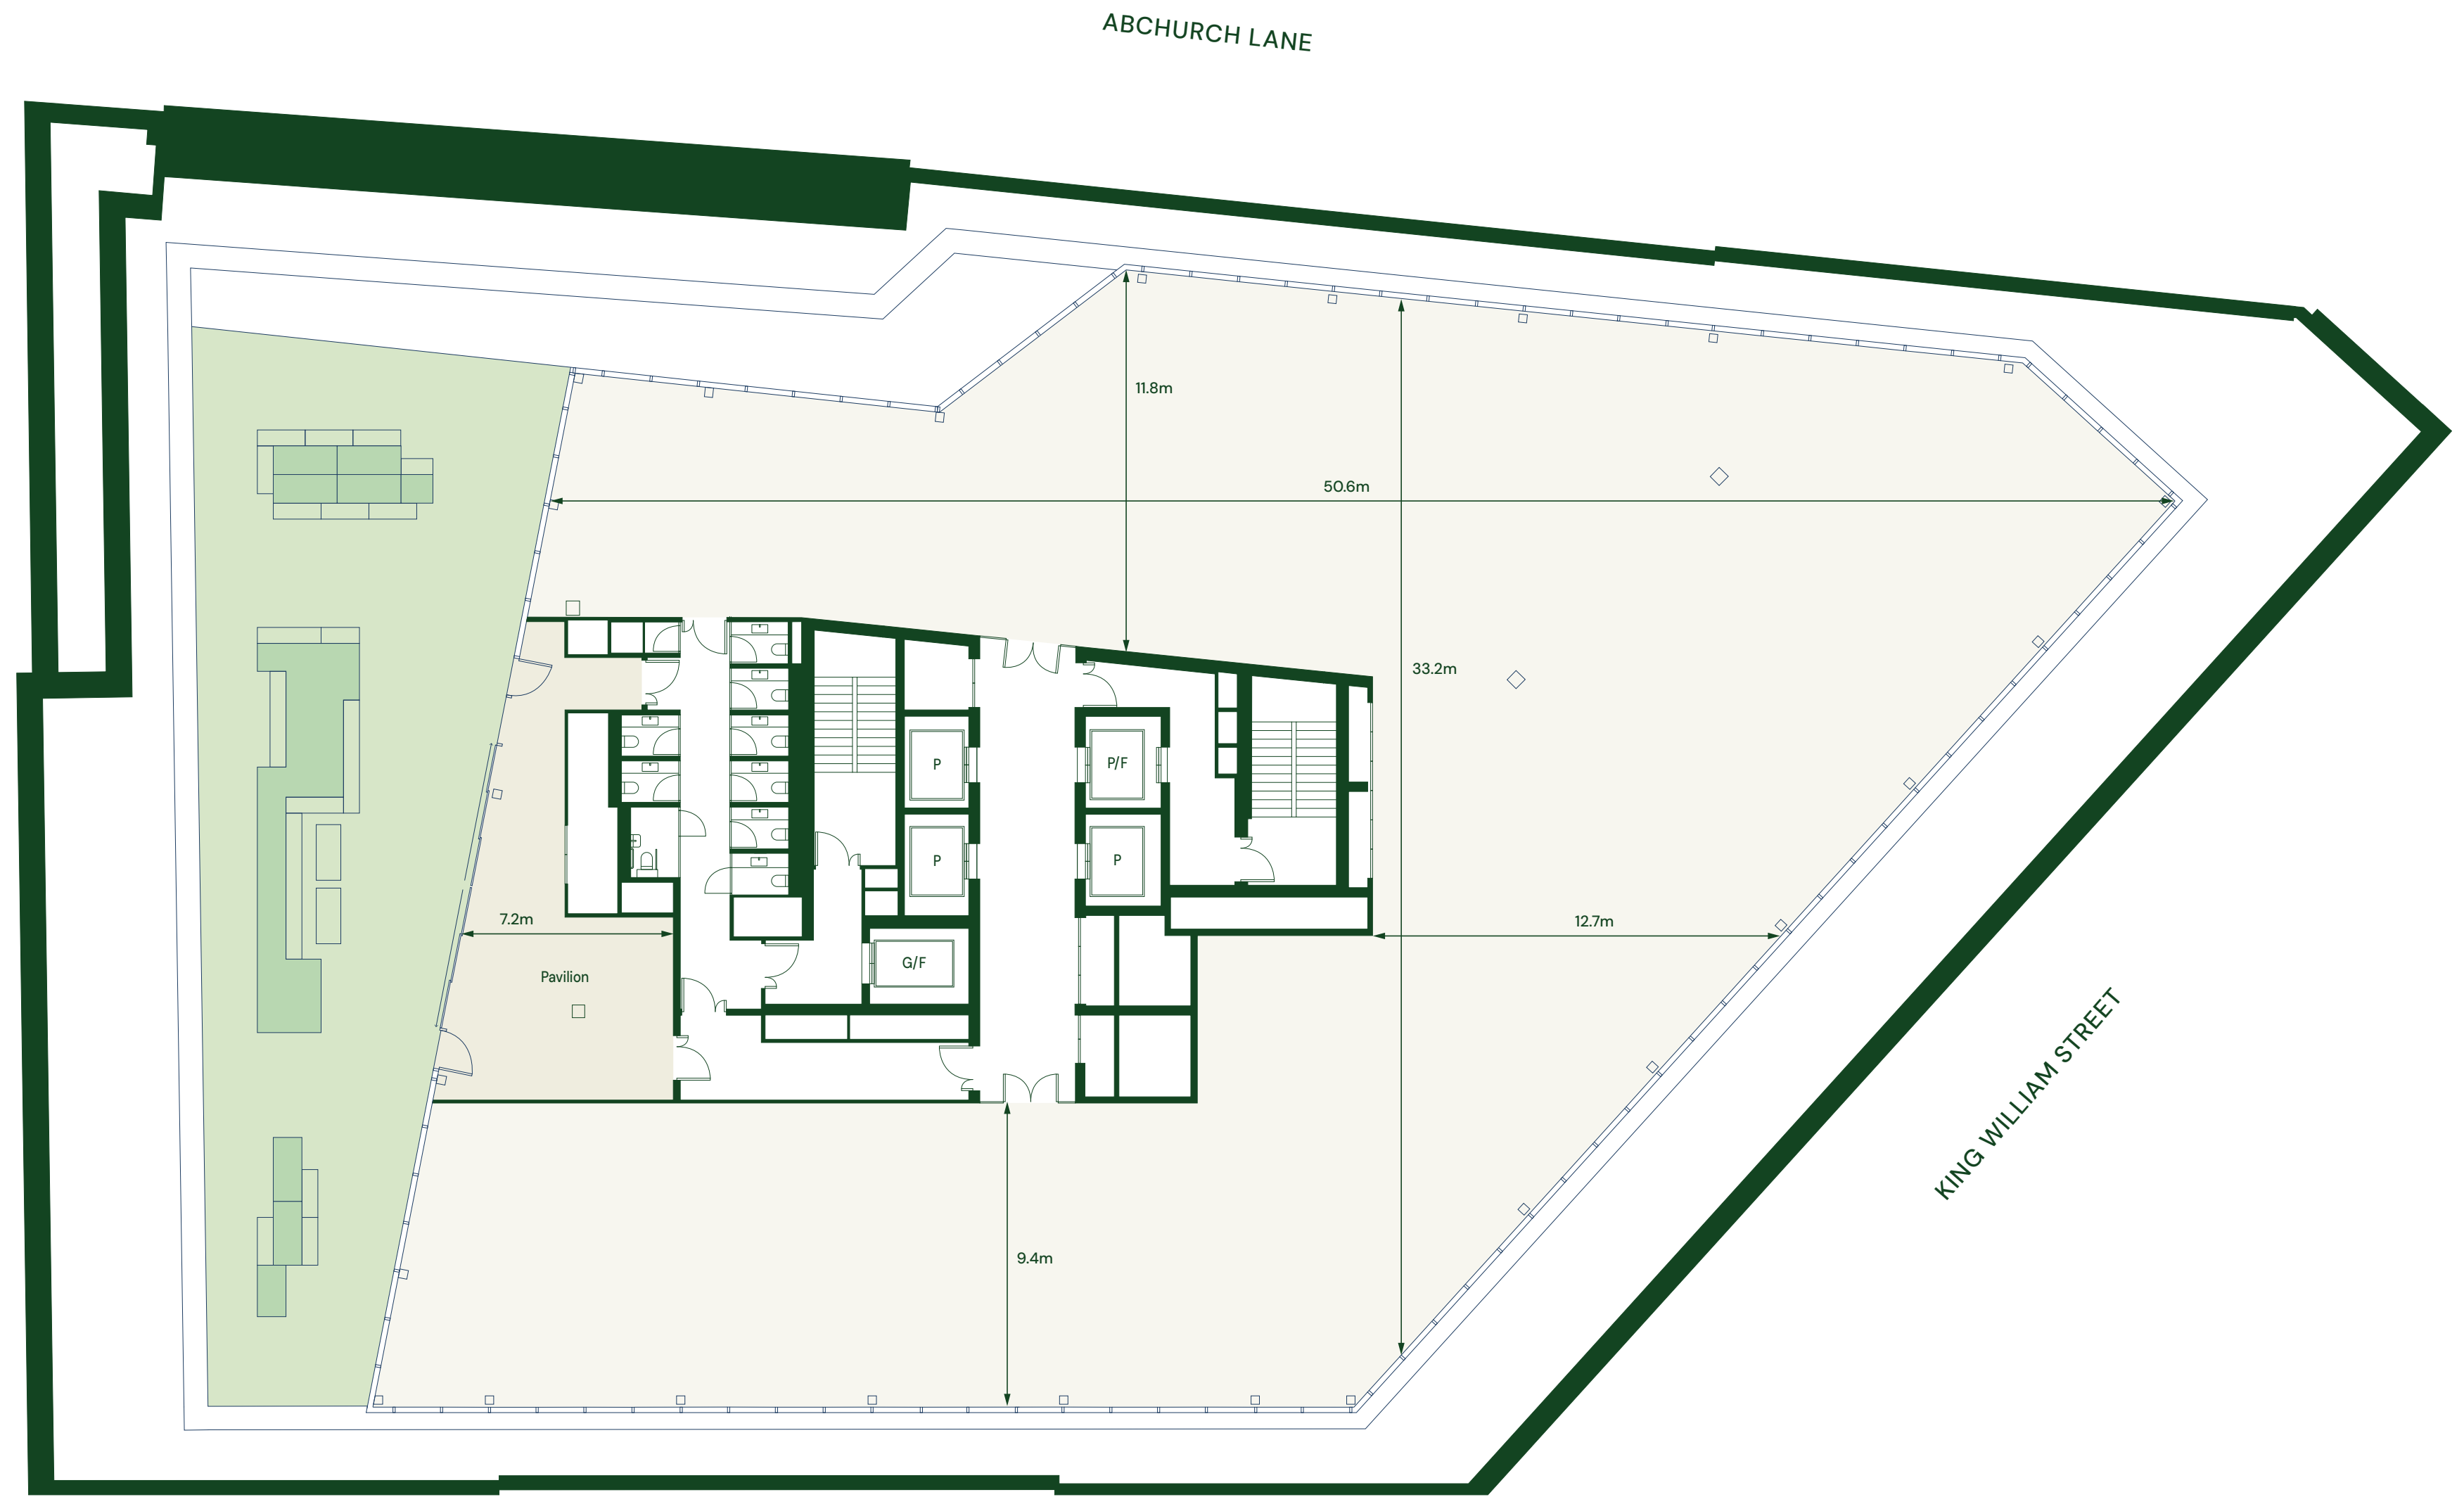 ABCHURCH LANE
11.8m
50.6m
33.2m
P
P/F
P
P
7.2m
12.7m
G/F
Pavilion
KING WILLIAM STREET
9.4m